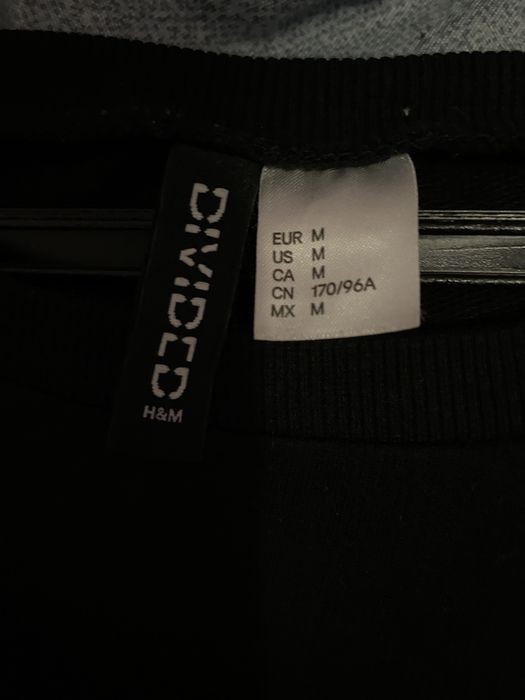 DIVIDED
H&M
EUR M
US M
CA M
CN 170/96A
MX M